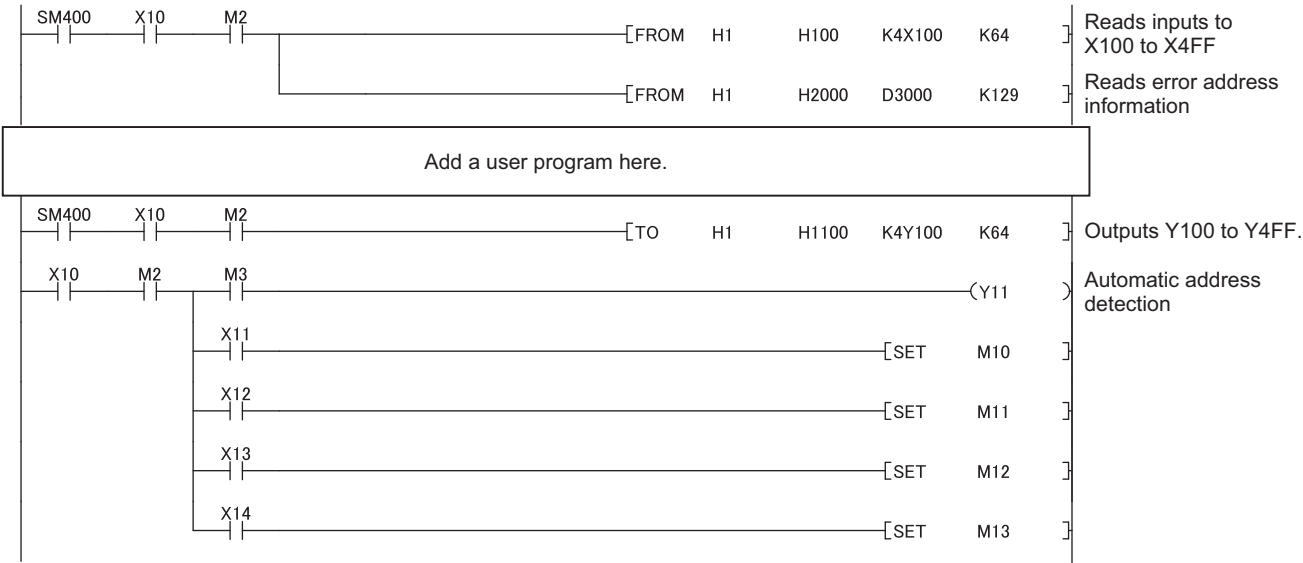 SM400 X10 M2
FROM H1 H100 K4X100 K64
Reads inputs to
X100 to X4FF
FROM H1 H2000 D3000 K129
Reads error address
information
Add a user program here.
SM400 X10 M2
TO H1 H1100 K4Y100 K64
Outputs Y100 to Y4FF.
X10 M2 M3
Y11
Automatic address
detection
X11
SET M10
X12
SET M11
X13
SET M12
X14
SET M13